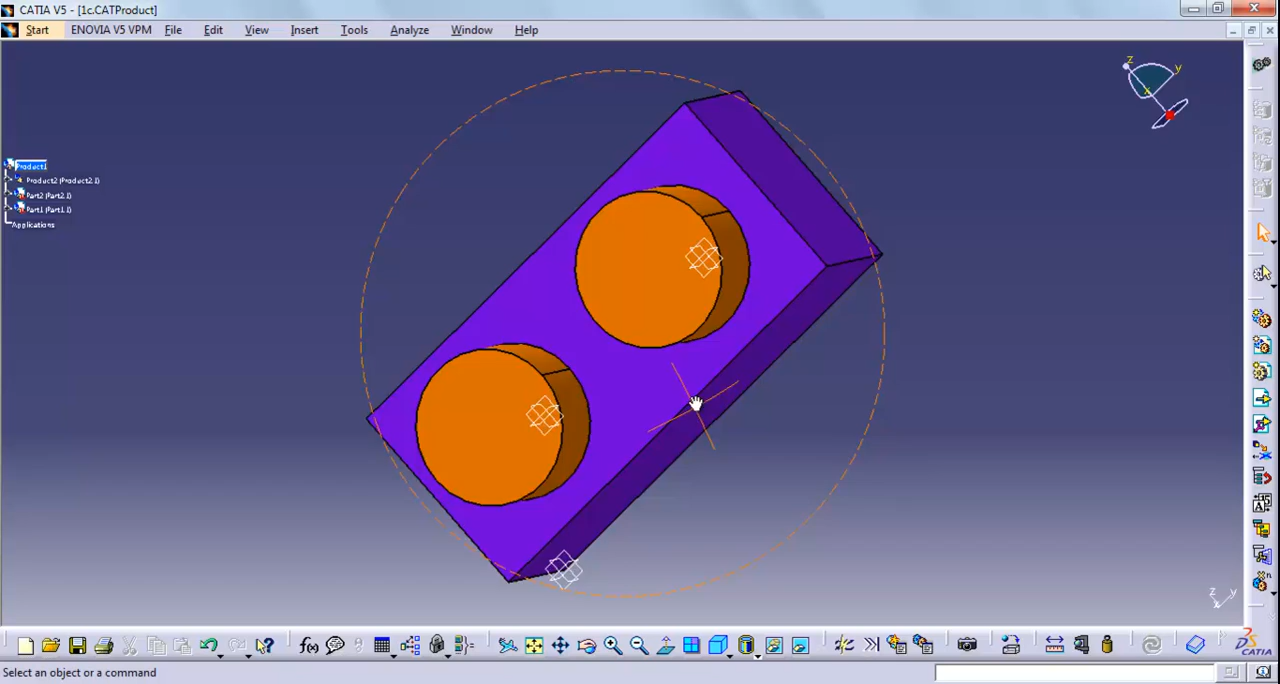 CATIA V5 - [1c.CATProduct]
Start ENOVIA V5 VPM File Edit View Insert Tools Analyze Window Help
z
y
x
Product1
Product2 (Product2.1)
Part2 (Part2.1)
Part1 (Part1.1)
Applications
z
y
x
f(x)
CATIA
Select an object or a command